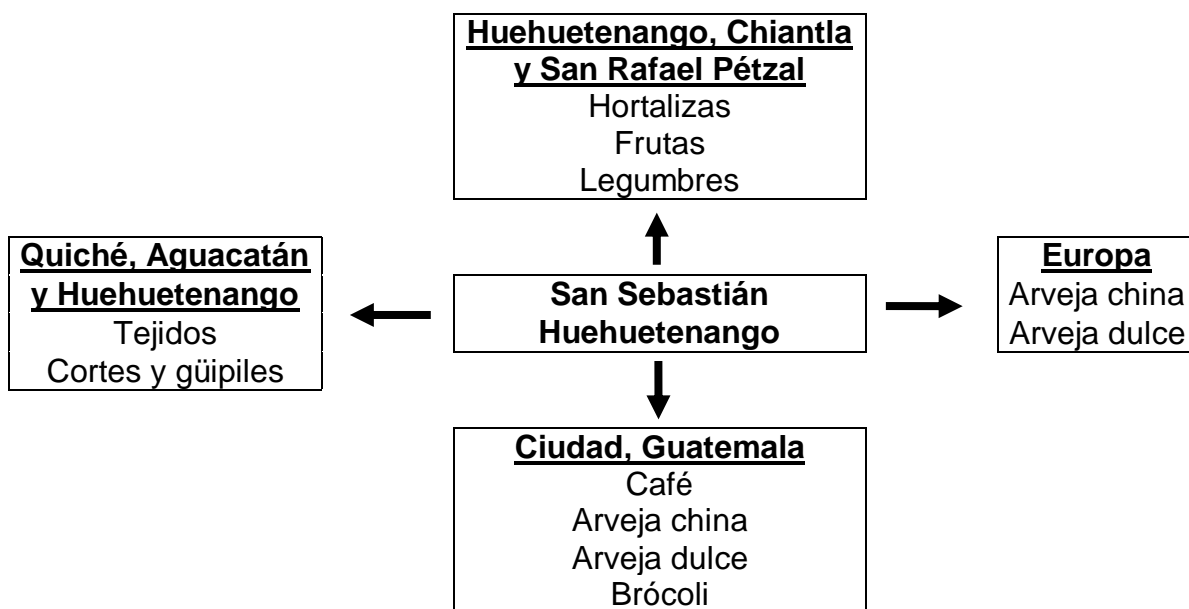 Huehuetenango, Chiantla
y San Rafael Pétzal
Hortalizas
Frutas
Legumbres
Quiché, Aguacatán
y Huehuetenango
Tejidos
Cortes y güipiles
San Sebastián
Huehuetenango
Europa
Arveja china
Arveja dulce
Ciudad, Guatemala
Café
Arveja china
Arveja dulce
Brócoli